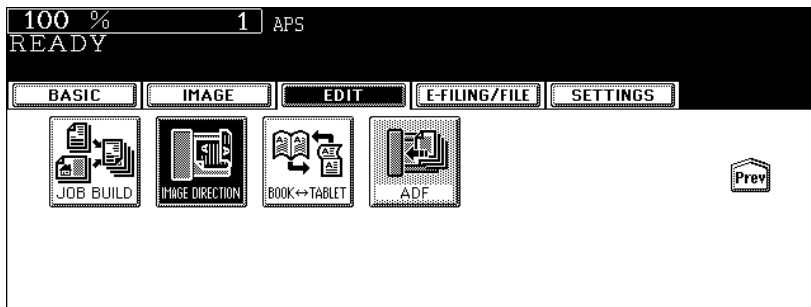 100 % 1 APS
READY
BASIC IMAGE EDIT E-FILING/FILE SETTINGS
JOB BUILD IMAGE DIRECTION BOOK↔TABLET ADF
Prev